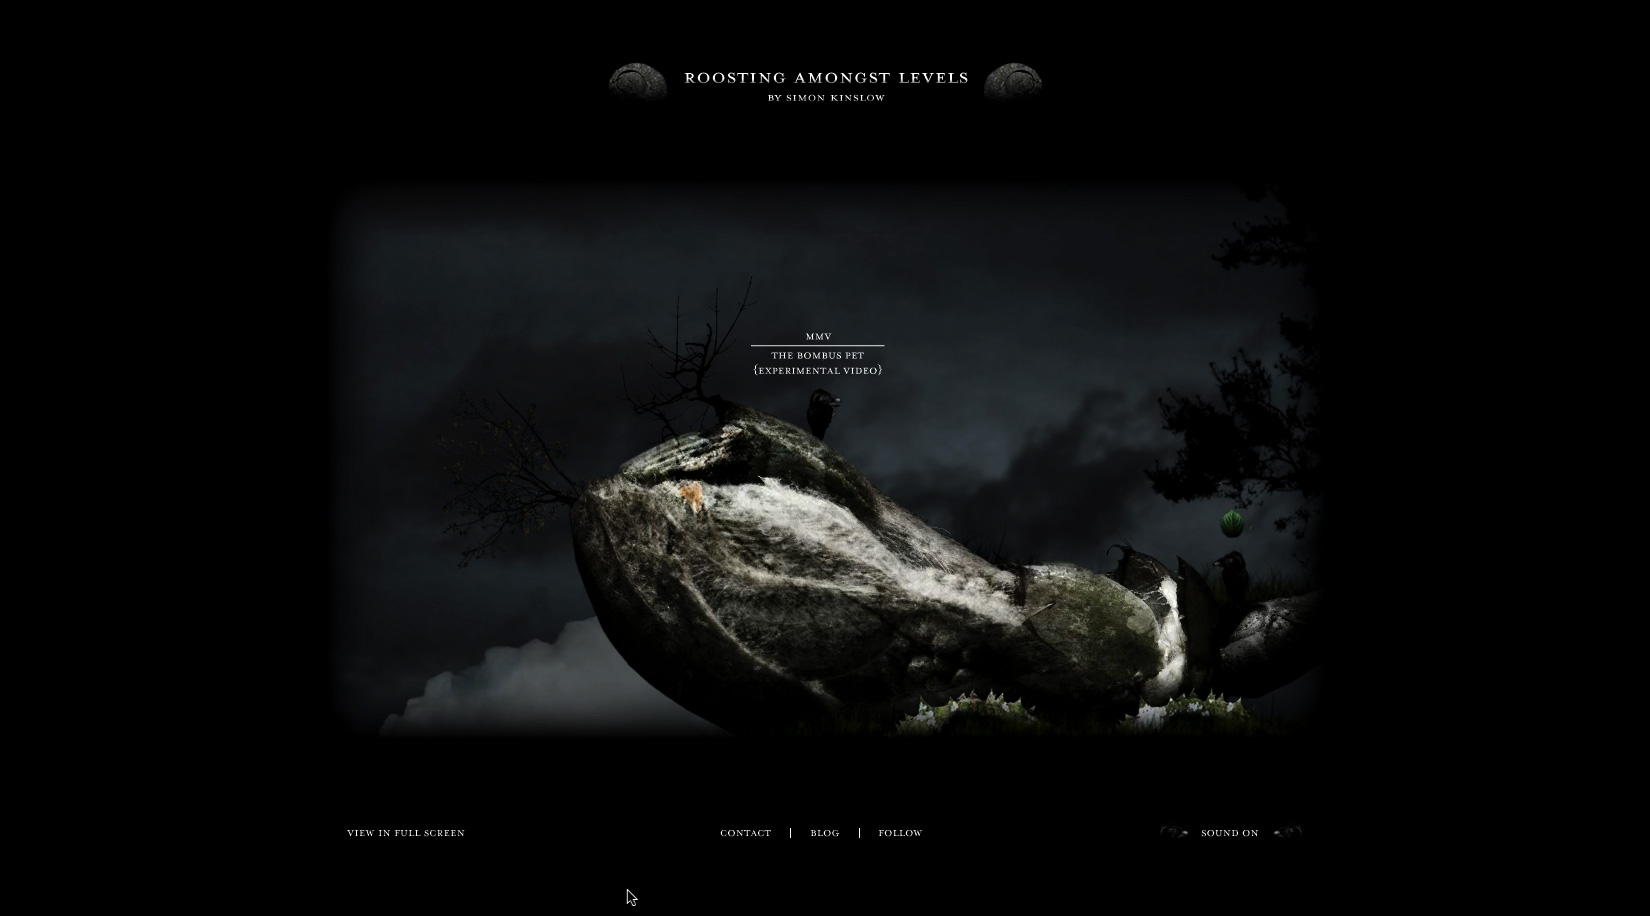 ROOSTING AMONGST LEVELS
BY SIMON KINSLOW
MMV
THE BOMBUS PET
{EXPERIMENTAL VIDEO}
VIEW IN FULL SCREEN
CONTACT | BLOG | FOLLOW
SOUND ON